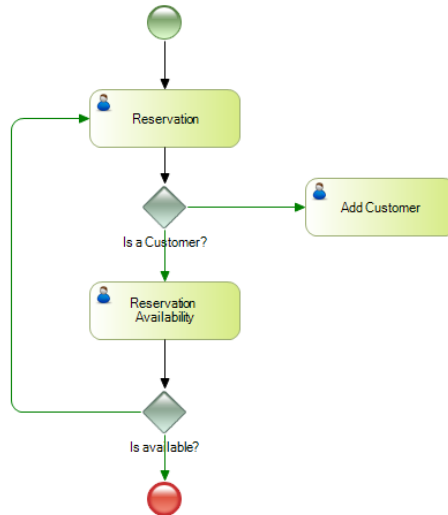 Reservation
Add Customer
Is a Customer?
Reservation
Availability
Is available?